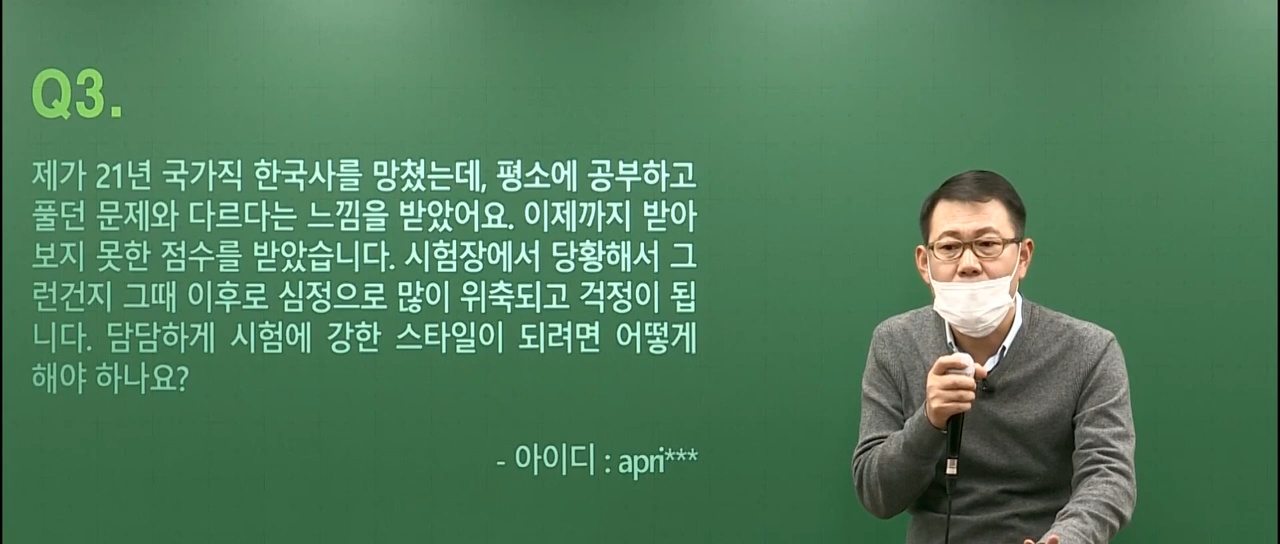 Q3.
제가 21년 국가직 한국사를 망쳤는데, 평소에 공부하고
풀던 문제와 다르다는 느낌을 받았어요. 이제까지 받아
보지 못한 점수를 받았습니다. 시험장에서 당황해서 그
런건지 그때 이후로 심정으로 많이 위축되고 걱정이 됩
니다. 담담하게 시험에 강한 스타일이 되려면 어떻게
해야 하나요?
- 아이디 : apri***